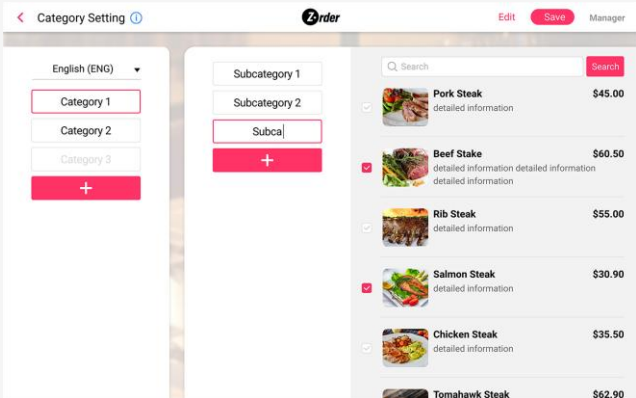 Category Setting
Zorder
Edit
Save
Manager
English (ENG)
Category 1
Category 2
Category 3
+
Subcategory 1
Subcategory 2
Subca
+
Search
Search
Pork Steak $45.00
detailed information
Beef Stake $60.50
detailed information detailed information
detailed information
Rib Steak $55.00
detailed information
Salmon Steak $30.90
detailed information
Chicken Steak $35.50
detailed information
Tomahawk Steak $62.90